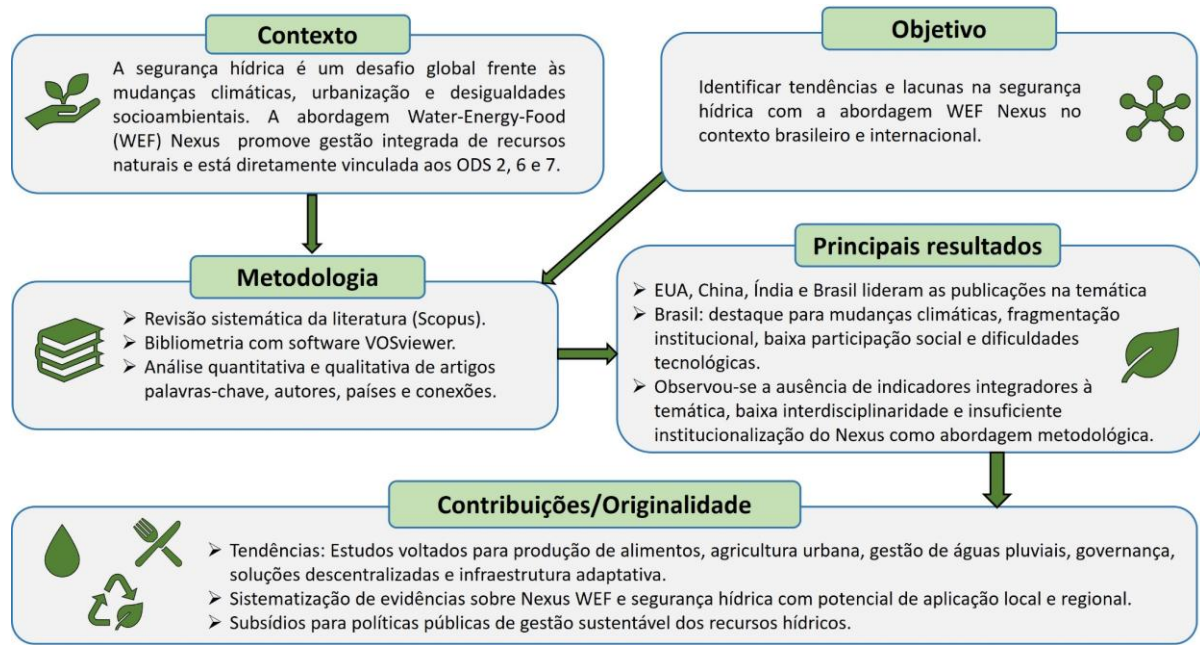 Contexto
A segurança hídrica é um desafio global frente às
mudanças climáticas, urbanização e desigualdades
socioambientais. A abordagem Water-Energy-Food
(WEF) Nexus promove gestão integrada de recursos
naturais e está diretamente vinculada aos ODS 2, 6 e 7.
Objetivo
Identificar tendências e lacunas na segurança
hídrica com a abordagem WEF Nexus no
contexto brasileiro e internacional.
Metodologia
➢ Revisão sistemática da literatura (Scopus).
➢ Bibliometria com software VOSviewer.
➢ Análise quantitativa e qualitativa de artigos
palavras-chave, autores, países e conexões.
Principais resultados
➢ EUA, China, Índia e Brasil lideram as publicações na temática
➢ Brasil: destaque para mudanças climáticas, fragmentação
institucional, baixa participação social e dificuldades
tecnológicas.
➢ Observou-se a ausência de indicadores integradores à
temática, baixa interdisciplinaridade e insuficiente
institucionalização do Nexus como abordagem metodológica.
Contribuições/Originalidade
➢ Tendências: Estudos voltados para produção de alimentos, agricultura urbana, gestão de águas pluviais, governança,
soluções descentralizadas e infraestrutura adaptativa.
➢ Sistematização de evidências sobre Nexus WEF e segurança hídrica com potencial de aplicação local e regional.
➢ Subsídios para políticas públicas de gestão sustentável dos recursos hídricos.